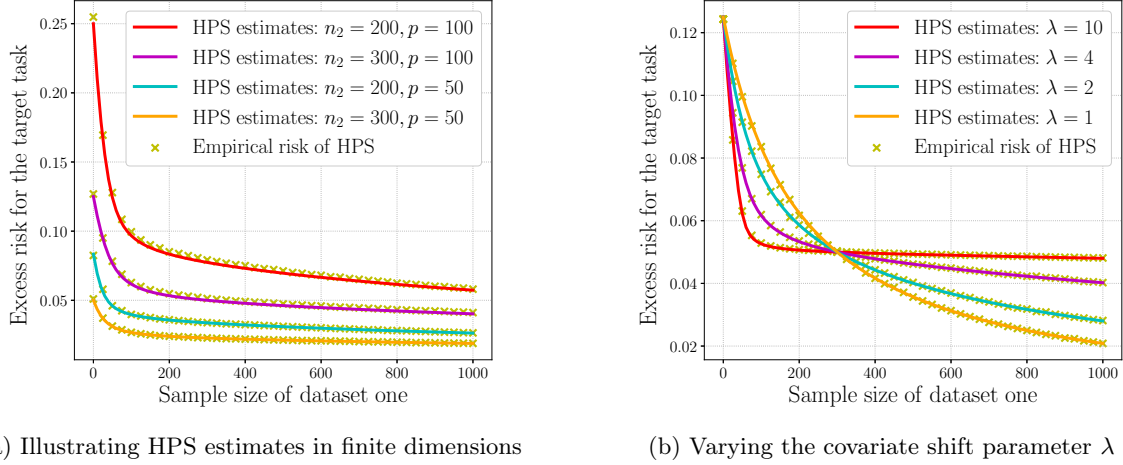 HPS estimates: n₂ = 200, p = 100
HPS estimates: n₂ = 300, p = 100
HPS estimates: n₂ = 200, p = 50
HPS estimates: n₂ = 300, p = 50
Empirical risk of HPS
Excess risk for the target task
0.25
0.20
0.15
0.10
0.05
0 200 400 600 800 1000
Sample size of dataset one
) Illustrating HPS estimates in finite dimensions
HPS estimates: λ = 10
HPS estimates: λ = 4
HPS estimates: λ = 2
HPS estimates: λ = 1
Empirical risk of HPS
Excess risk for the target task
0.12
0.10
0.08
0.06
0.04
0.02
0 200 400 600 800 1000
Sample size of dataset one
(b) Varying the covariate shift parameter λ